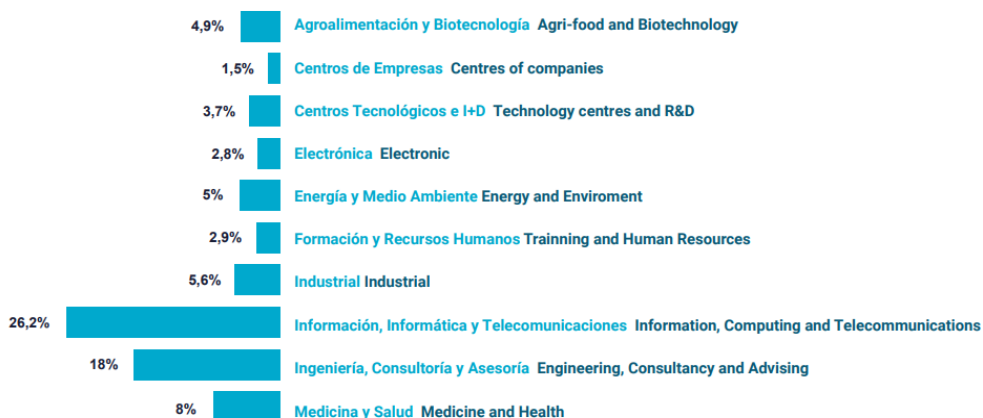 4,9% Agroalimentación y Biotecnología Agri-food and Biotechnology
1,5% Centros de Empresas Centres of companies
3,7% Centros Tecnológicos e I+D Technology centres and R&D
2,8% Electrónica Electronic
5% Energía y Medio Ambiente Energy and Enviroment
2,9% Formación y Recursos Humanos Trainning and Human Resources
5,6% Industrial Industrial
26,2% Información, Informática y Telecomunicaciones Information, Computing and Telecommunications
18% Ingeniería, Consultoría y Asesoría Engineering, Consultancy and Advising
8% Medicina y Salud Medicine and Health